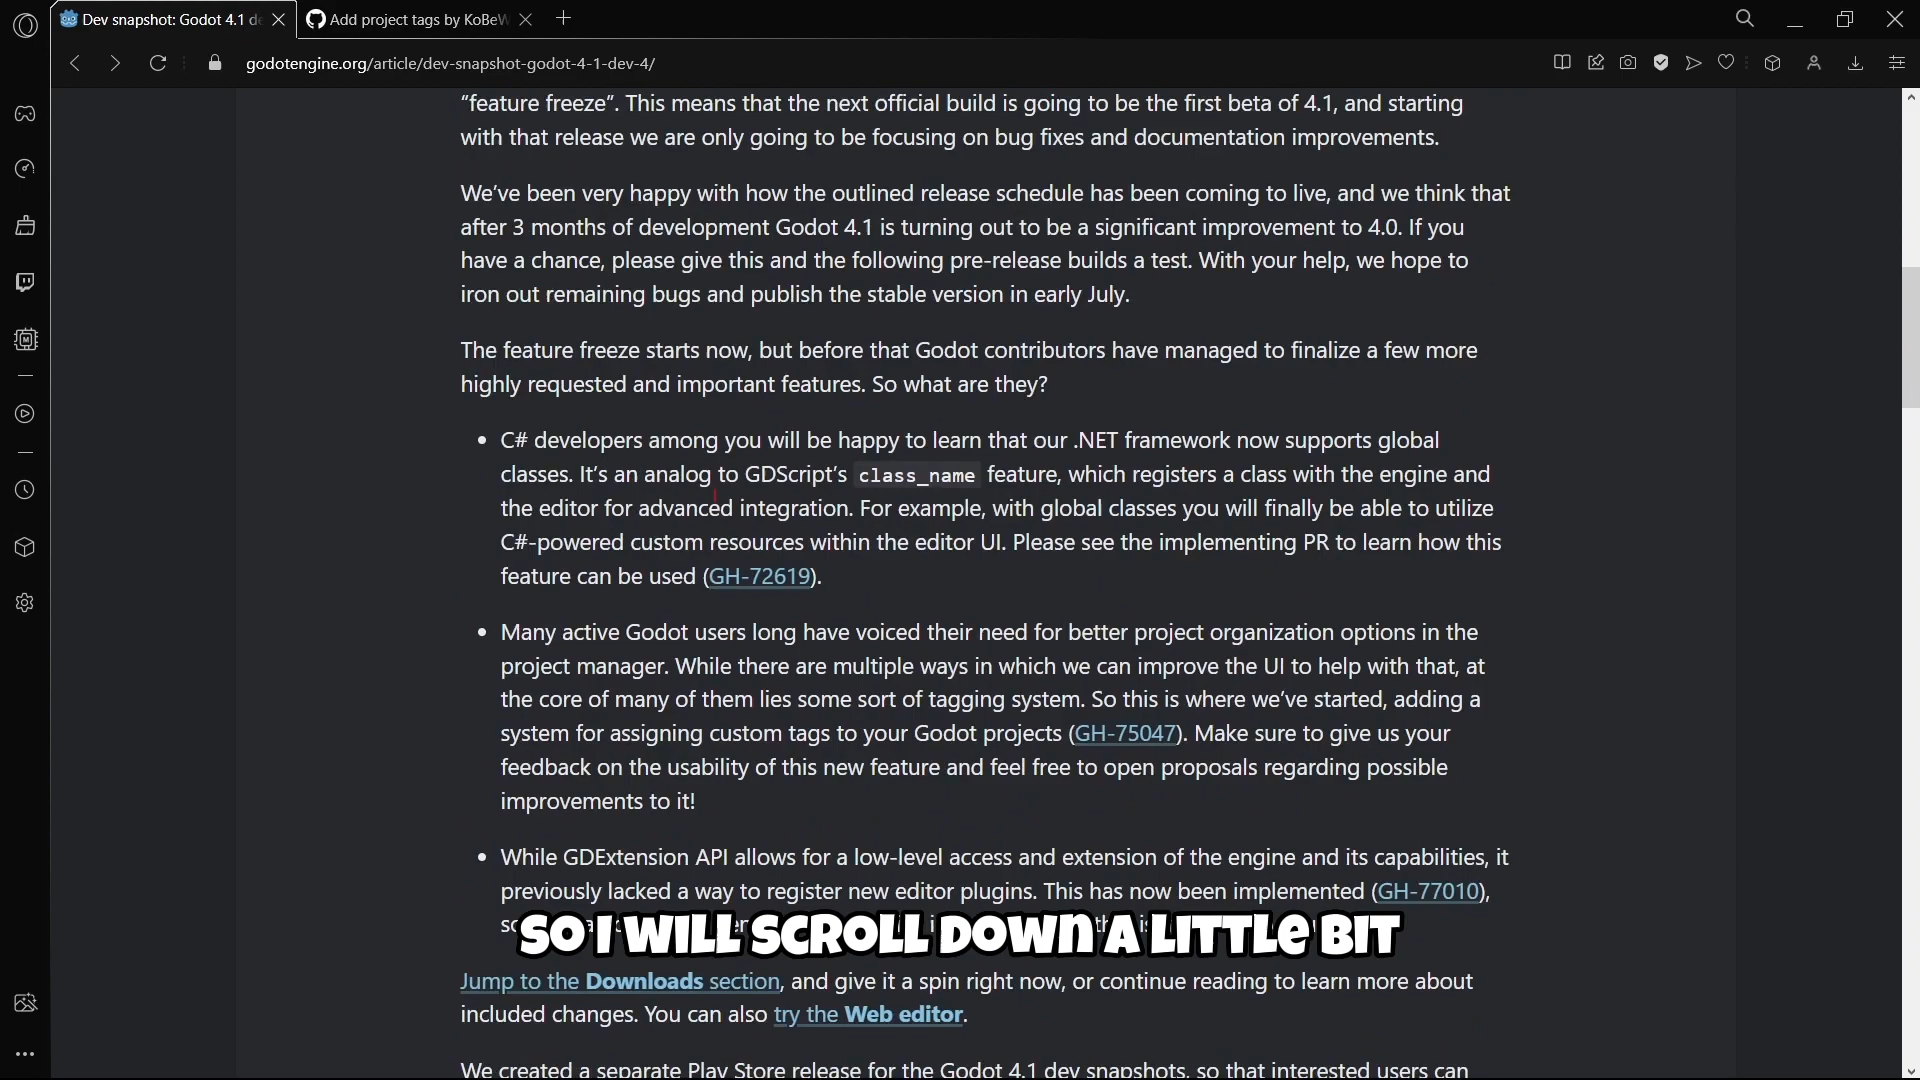 Dev snapshot: Godot 4.1 de
Add project tags by KoBeW
godotengine.org/article/dev-snapshot-godot-4-1-dev-4/
“feature freeze”. This means that the next official build is going to be the first beta of 4.1, and starting
with that release we are only going to be focusing on bug fixes and documentation improvements.
We’ve been very happy with how the outlined release schedule has been coming to live, and we think that
after 3 months of development Godot 4.1 is turning out to be a significant improvement to 4.0. If you
have a chance, please give this and the following pre-release builds a test. With your help, we hope to
iron out remaining bugs and publish the stable version in early July.
The feature freeze starts now, but before that Godot contributors have managed to finalize a few more
highly requested and important features. So what are they?
• C# developers among you will be happy to learn that our .NET framework now supports global
classes. It’s an analog to GDScript’s class_name feature, which registers a class with the engine and
the editor for advanced integration. For example, with global classes you will finally be able to utilize
C#-powered custom resources within the editor UI. Please see the implementing PR to learn how this
feature can be used (GH-72619).
• Many active Godot users long have voiced their need for better project organization options in the
project manager. While there are multiple ways in which we can improve the UI to help with that, at
the core of many of them lies some sort of tagging system. So this is where we’ve started, adding a
system for assigning custom tags to your Godot projects (GH-75047). Make sure to give us your
feedback on the usability of this new feature and feel free to open proposals regarding possible
improvements to it!
• While GDExtension API allows for a low-level access and extension of the engine and its capabilities, it
previously lacked a way to register new editor plugins. This has now been implemented (GH-77010),
SO I WILL SCROLL DOWN A LITTLE BIT
Jump to the Downloads section, and give it a spin right now, or continue reading to learn more about
included changes. You can also try the Web editor.
We created a separate Play Store release for the Godot 4.1 dev snapshots, so that interested users can